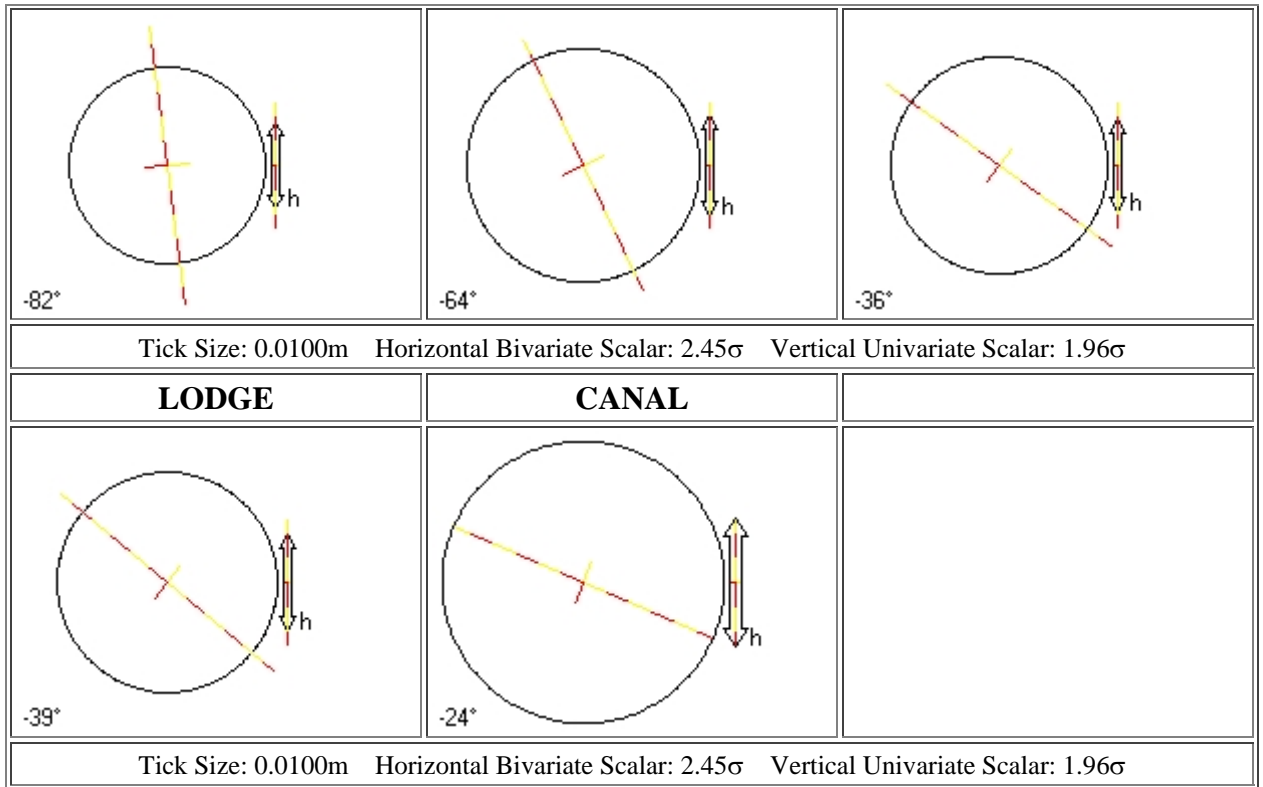 h
h
h
-82°
-64°
-36°
Tick Size: 0.0100m Horizontal Bivariate Scalar: 2.45σ Vertical Univariate Scalar: 1.96σ
LODGE
CANAL
h
h
-39°
-24°
Tick Size: 0.0100m Horizontal Bivariate Scalar: 2.45σ Vertical Univariate Scalar: 1.96σ